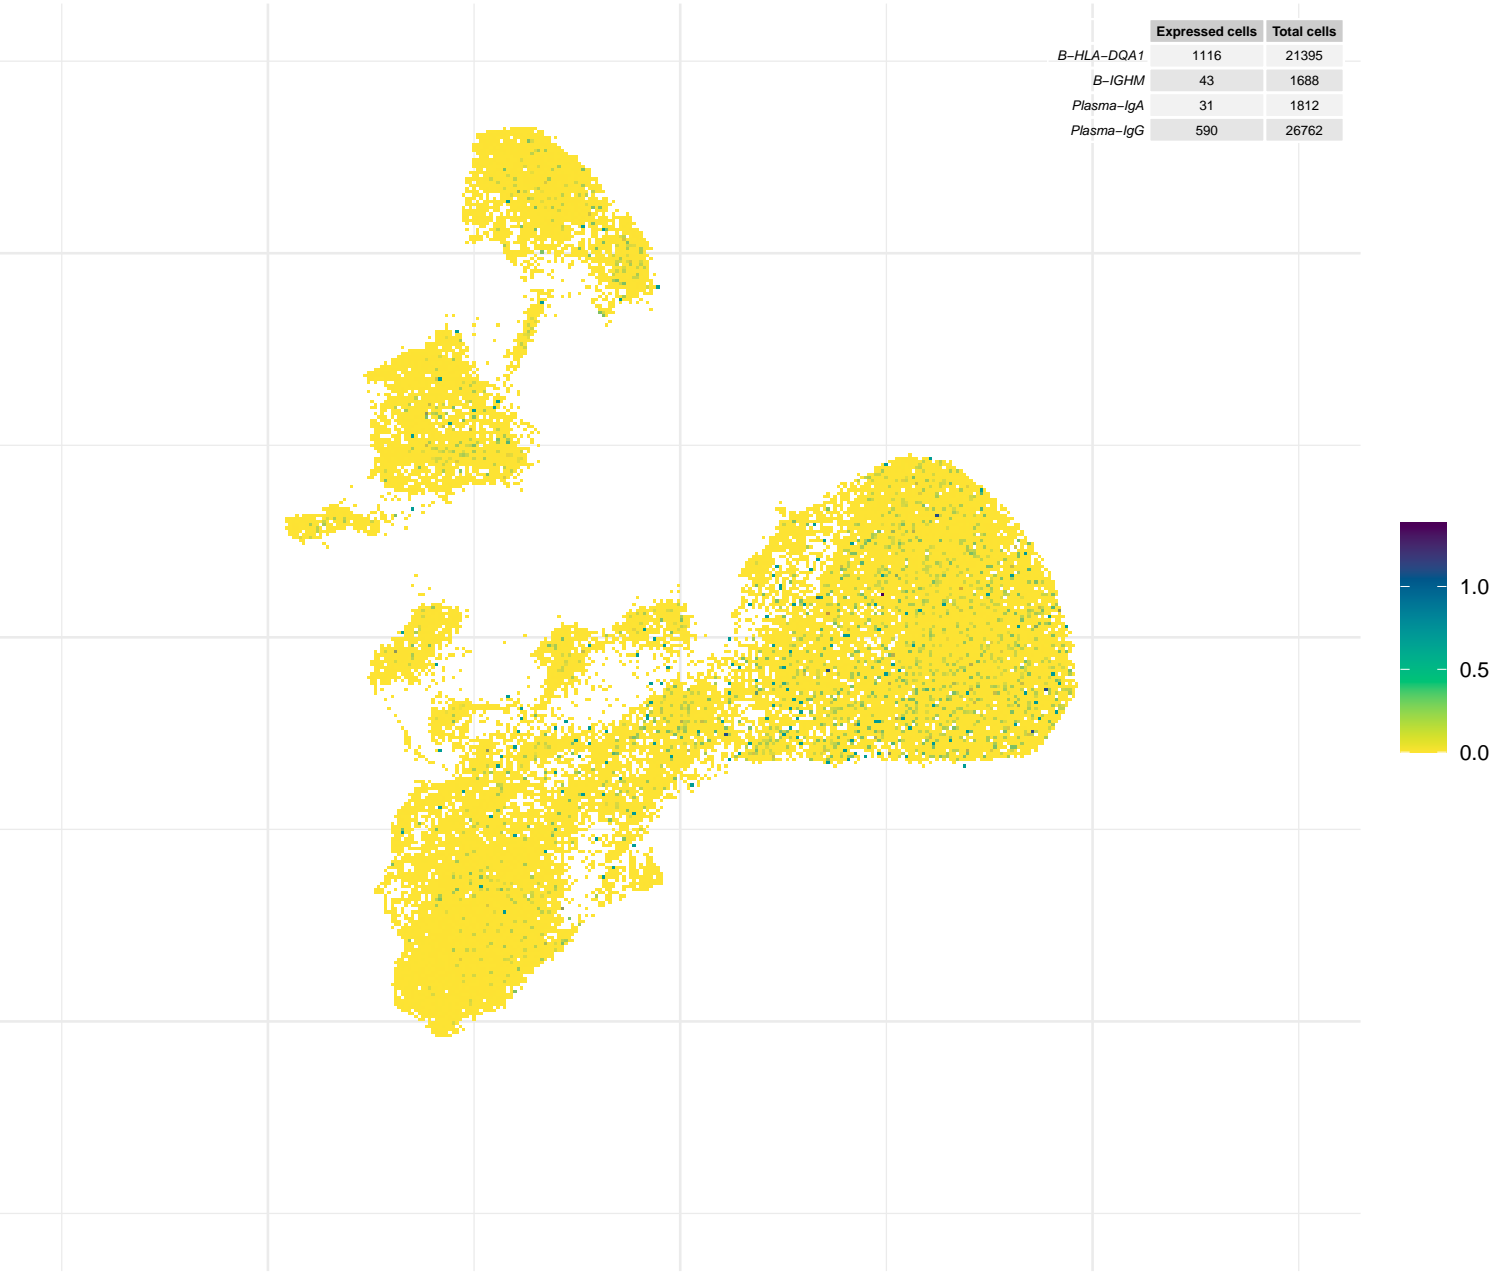 Expressed cells Total cells
B−HLA−DQA1 1116 21395
B−IGHM 43 1688
Plasma−IgA 31 1812
Plasma−IgG 590 26762
1.0
0.5
0.0